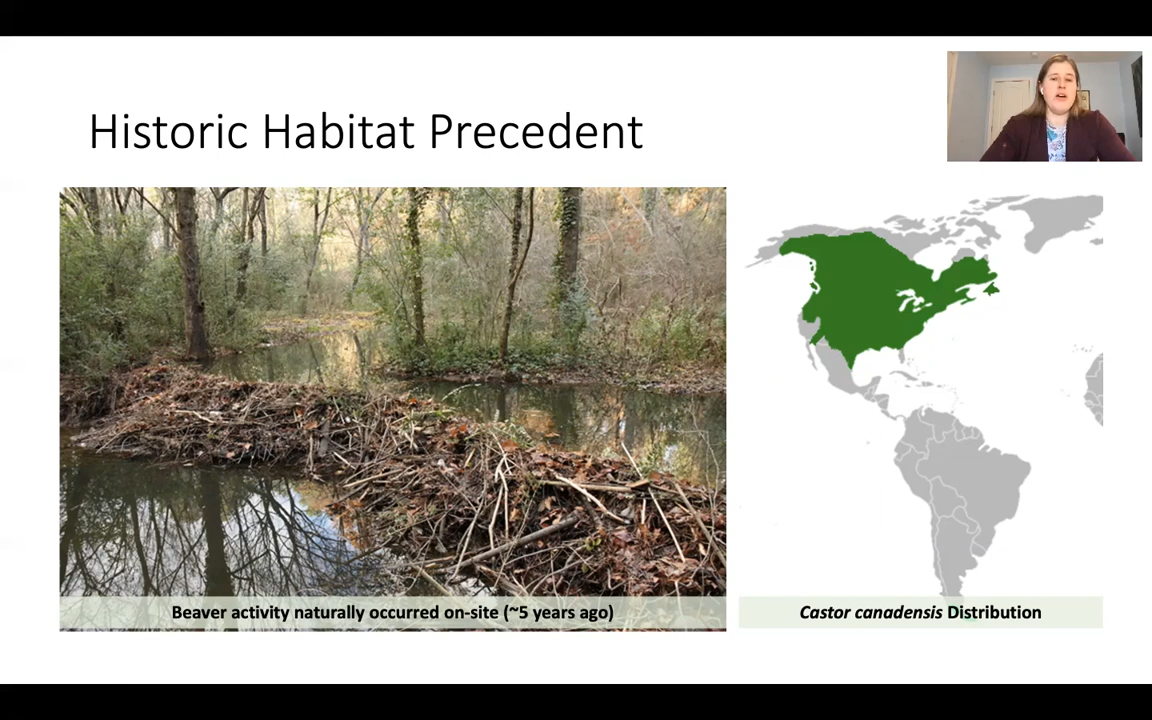 Historic Habitat Precedent
Beaver activity naturally occurred on-site (~5 years ago)
Castor canadensis Distribution